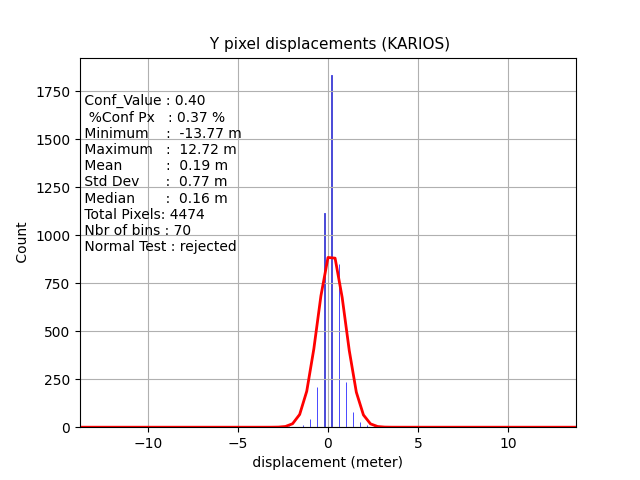 Y pixel displacements (KARIOS)
Conf_Value : 0.40
%Conf Px : 0.37 %
Minimum : -13.77 m
Maximum : 12.72 m
Mean : 0.19 m
Std Dev : 0.77 m
Median : 0.16 m
Total Pixels: 4474
Nbr of bins : 70
Normal Test : rejected
Count
1750
1500
1250
1000
750
500
250
0
−10 −5 0 5 10
displacement (meter)